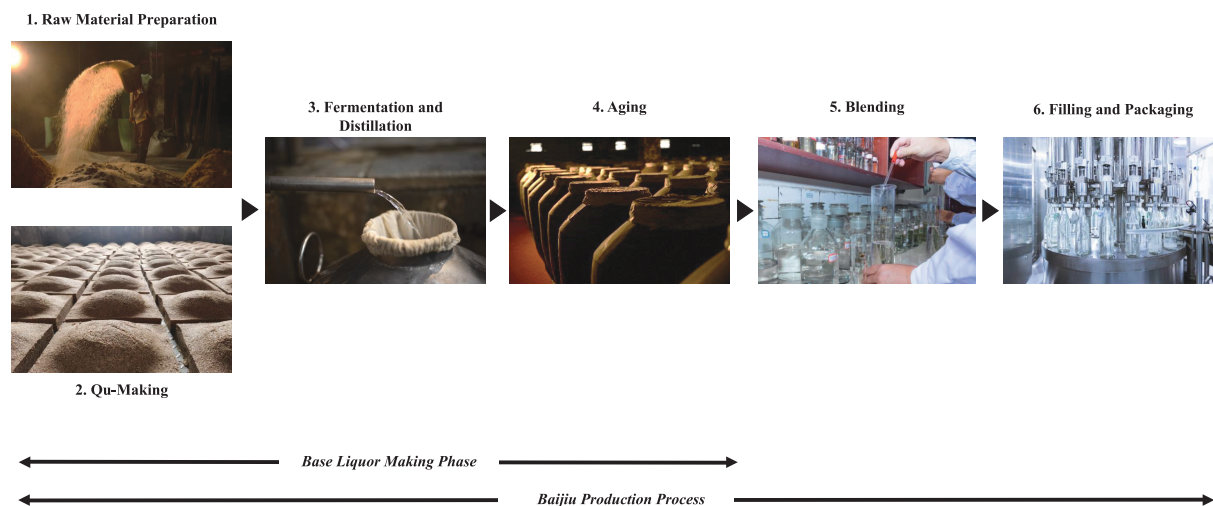 1. Raw Material Preparation
2. Qu-Making
3. Fermentation and
Distillation
4. Aging
5. Blending
6. Filling and Packaging
Base Liquor Making Phase
Baijiu Production Process